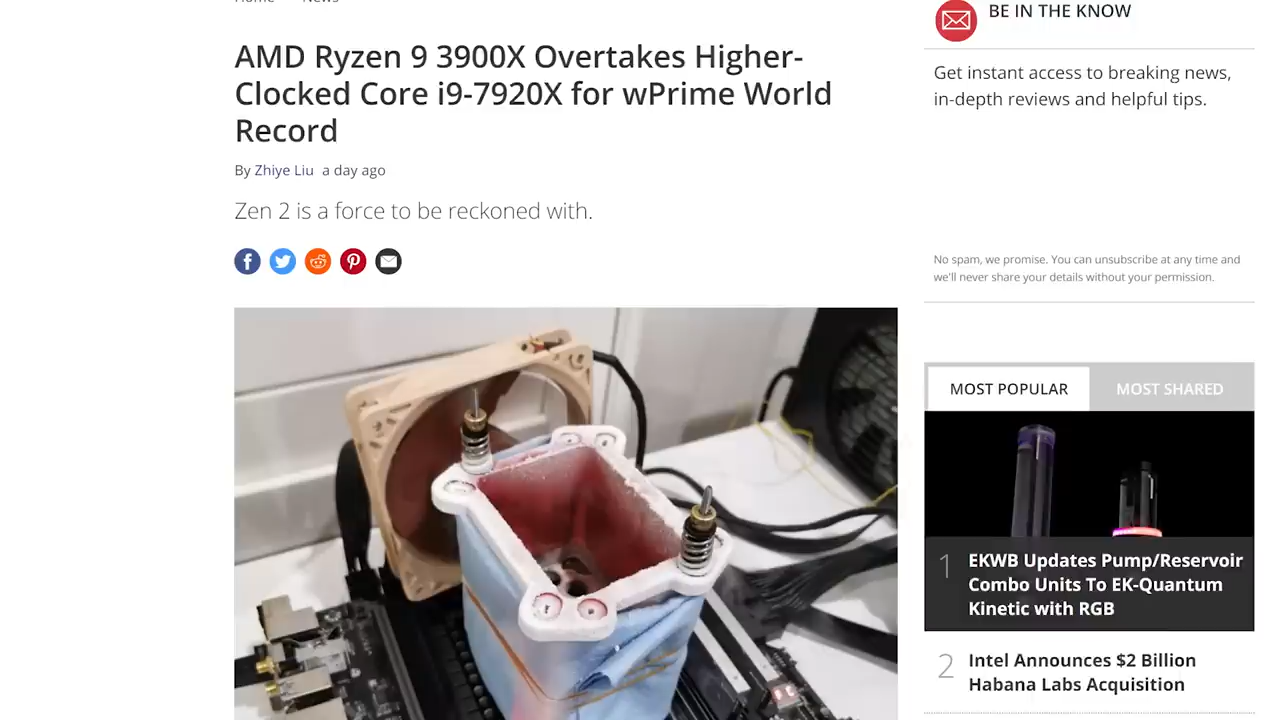 Home News
AMD Ryzen 9 3900X Overtakes Higher-
Clocked Core i9-7920X for wPrime World
Record
By Zhiye Liu a day ago
Zen 2 is a force to be reckoned with.
BE IN THE KNOW
Get instant access to breaking news,
in-depth reviews and helpful tips.
No spam, we promise. You can unsubscribe at any time and
we'll never share your details without your permission.
MOST POPULAR MOST SHARED
1 EKWB Updates Pump/Reservoir
Combo Units To EK-Quantum
Kinetic with RGB
2 Intel Announces $2 Billion
Habana Labs Acquisition